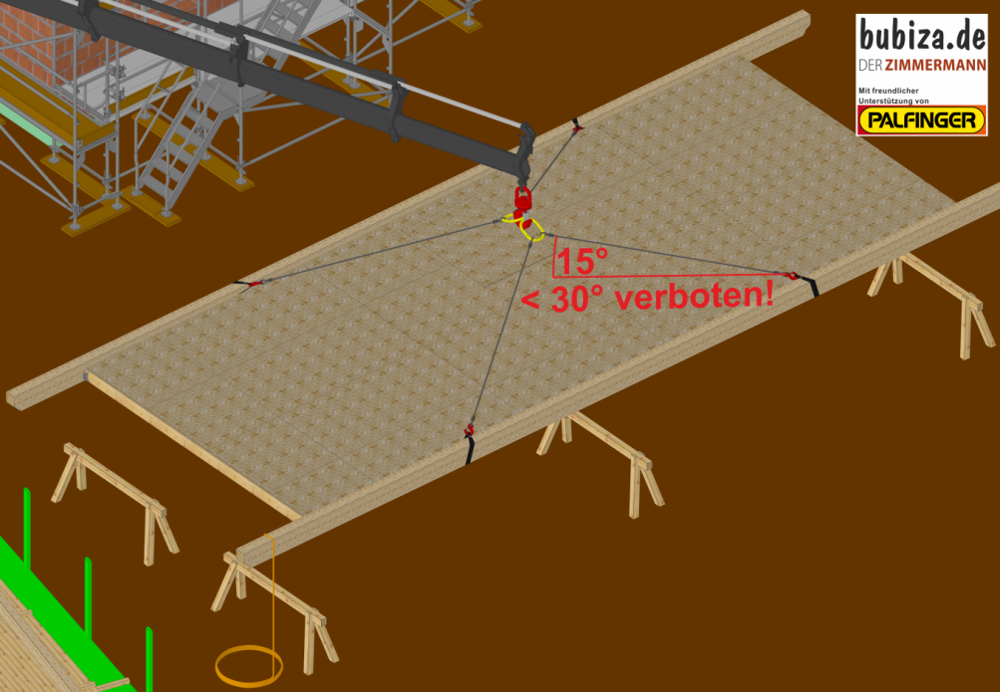 bubiza.de
DER ZIMMERMANN
Mit freundlicher
Unterstützung von
PALFINGER
15°
< 30° verboten!